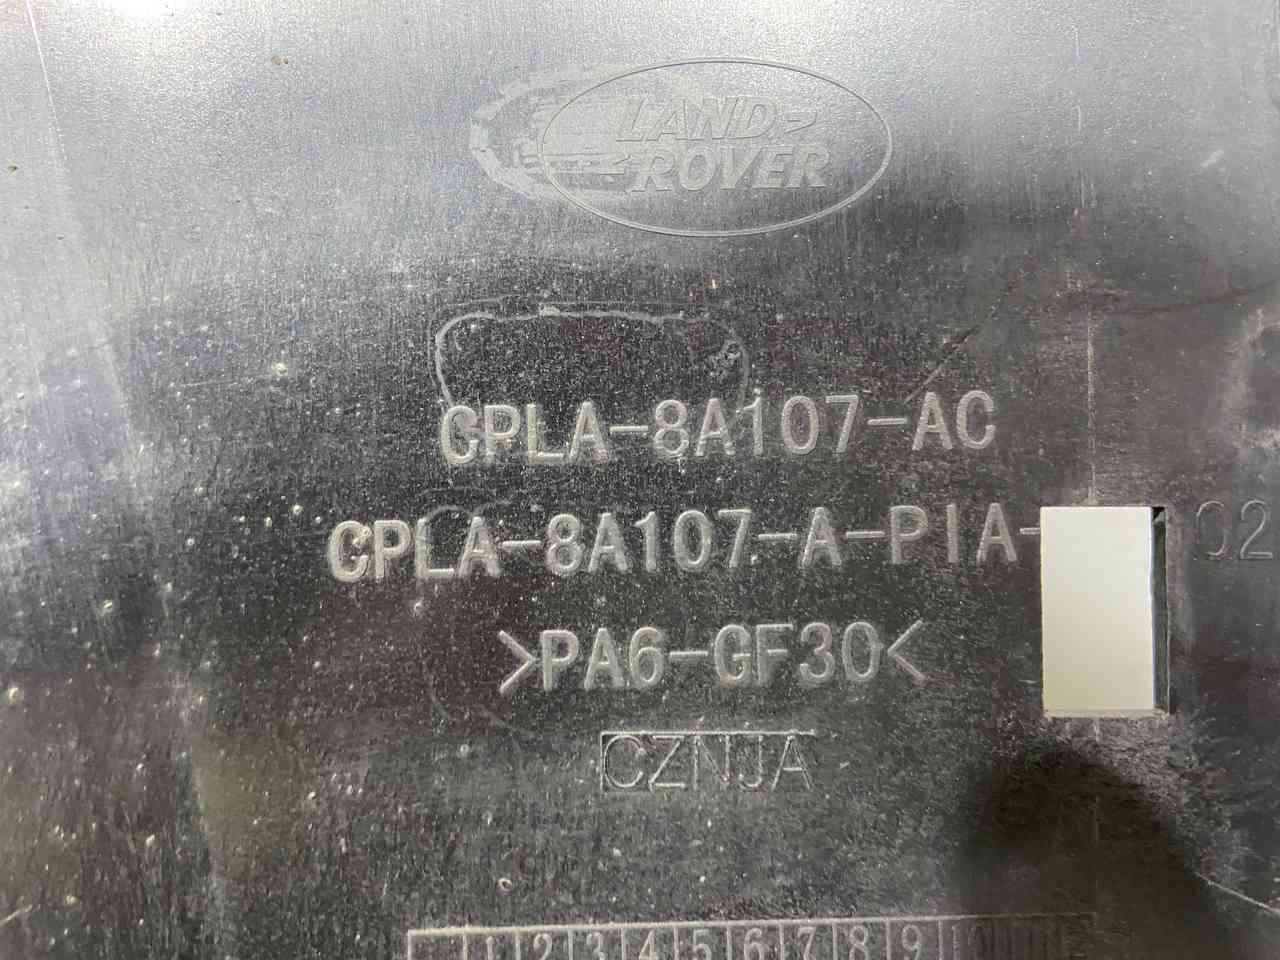 LAND
ROVER
CPLA-8A107-AC
CPLA-8A107-A-PIA- 02
>PA6-GF30<
CZNJA
1 2 3 4 5 6 7 8 9 10